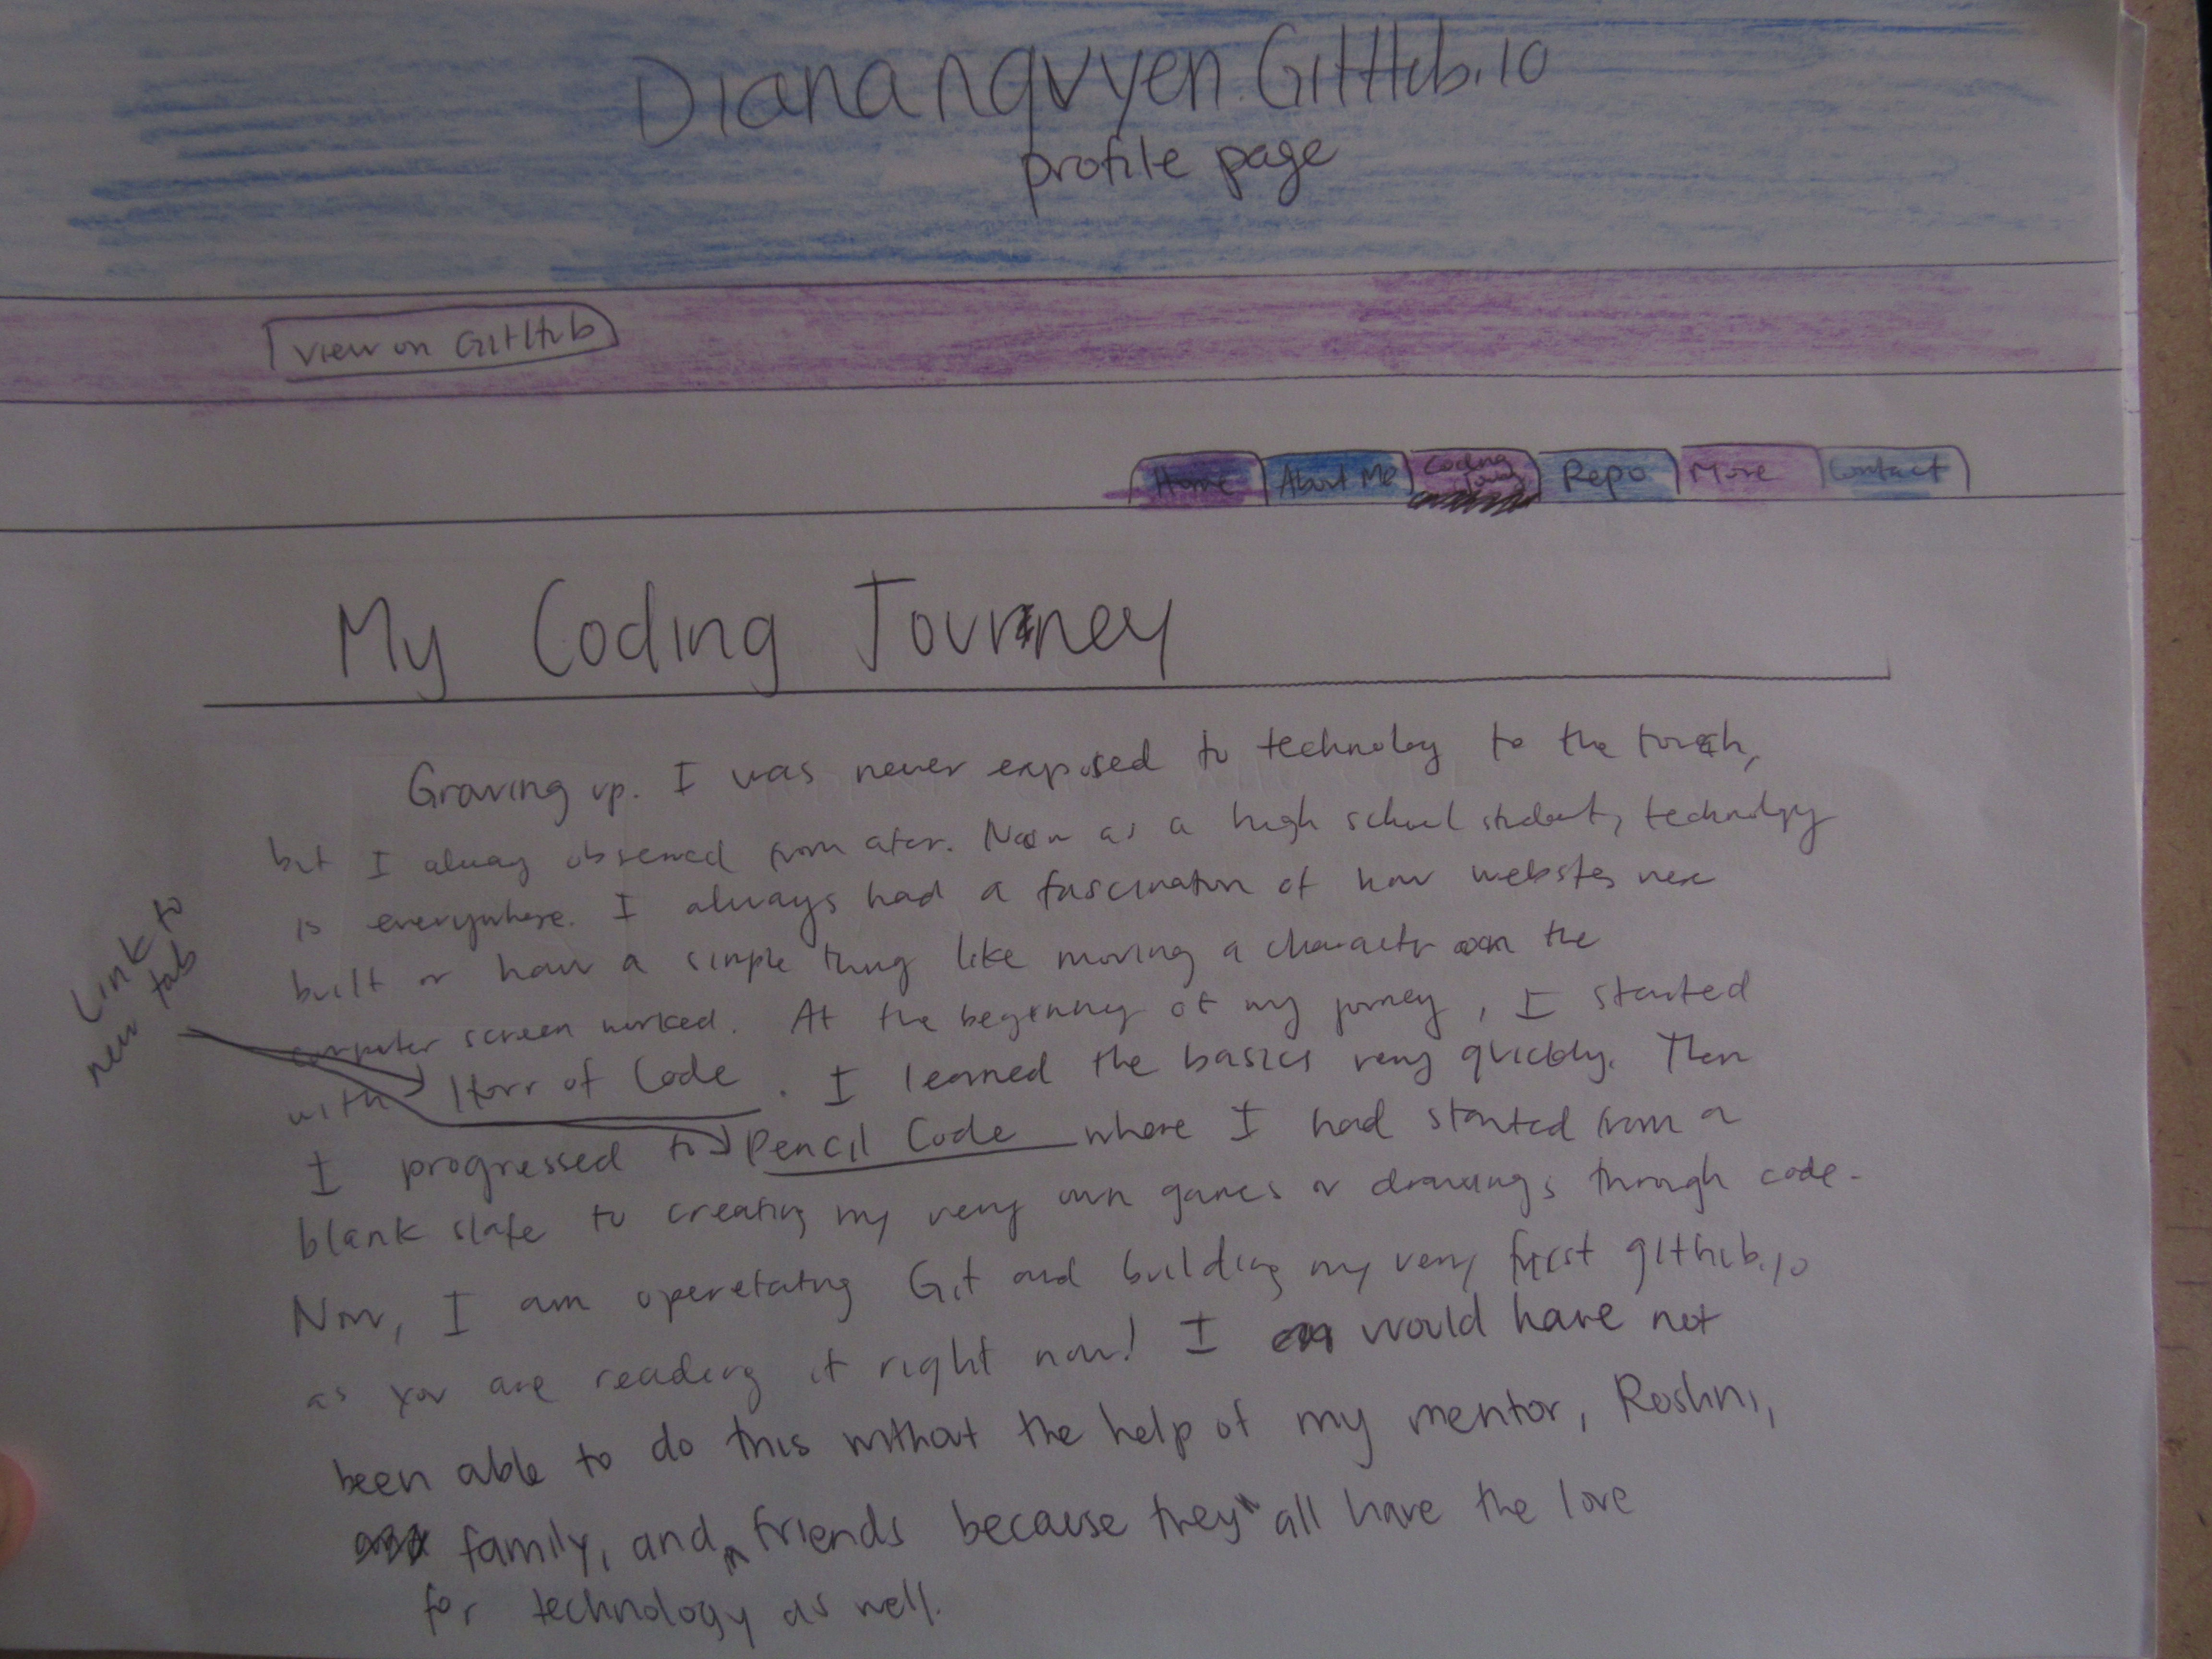 Diananguyen.GitHub.io
profile page
View on GitHub
Home About Me Coding Journey Repo More Contact
My Coding Journey
Growing up. I was never exposed to technology to the touch,
but I alway observed from afar. Now as a high school student, technology
is everywhere. I always had a fascination of how websites were
built or how a simple thing like moving a character on the
computer screen worked. At the beginning of my jorney, I started
with Hour of Code. I learned the basics very quickly. Then
I progressed to Pencil Code where I had started from a
blank slate to creating my very own games or drawings through code.
Now, I am operetating Git and building my very first github.io
as you are reading it right now! I would have not
been able to do this without the help of my mentor, Roshni,
family, and friends because they all have the love
for technology as well.
Link to
new tab